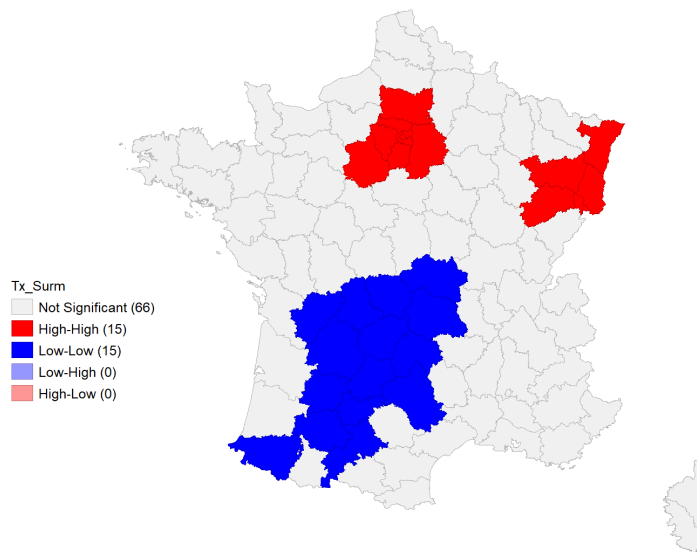 Tx_Surm
Not Significant (66)
High-High (15)
Low-Low (15)
Low-High (0)
High-Low (0)